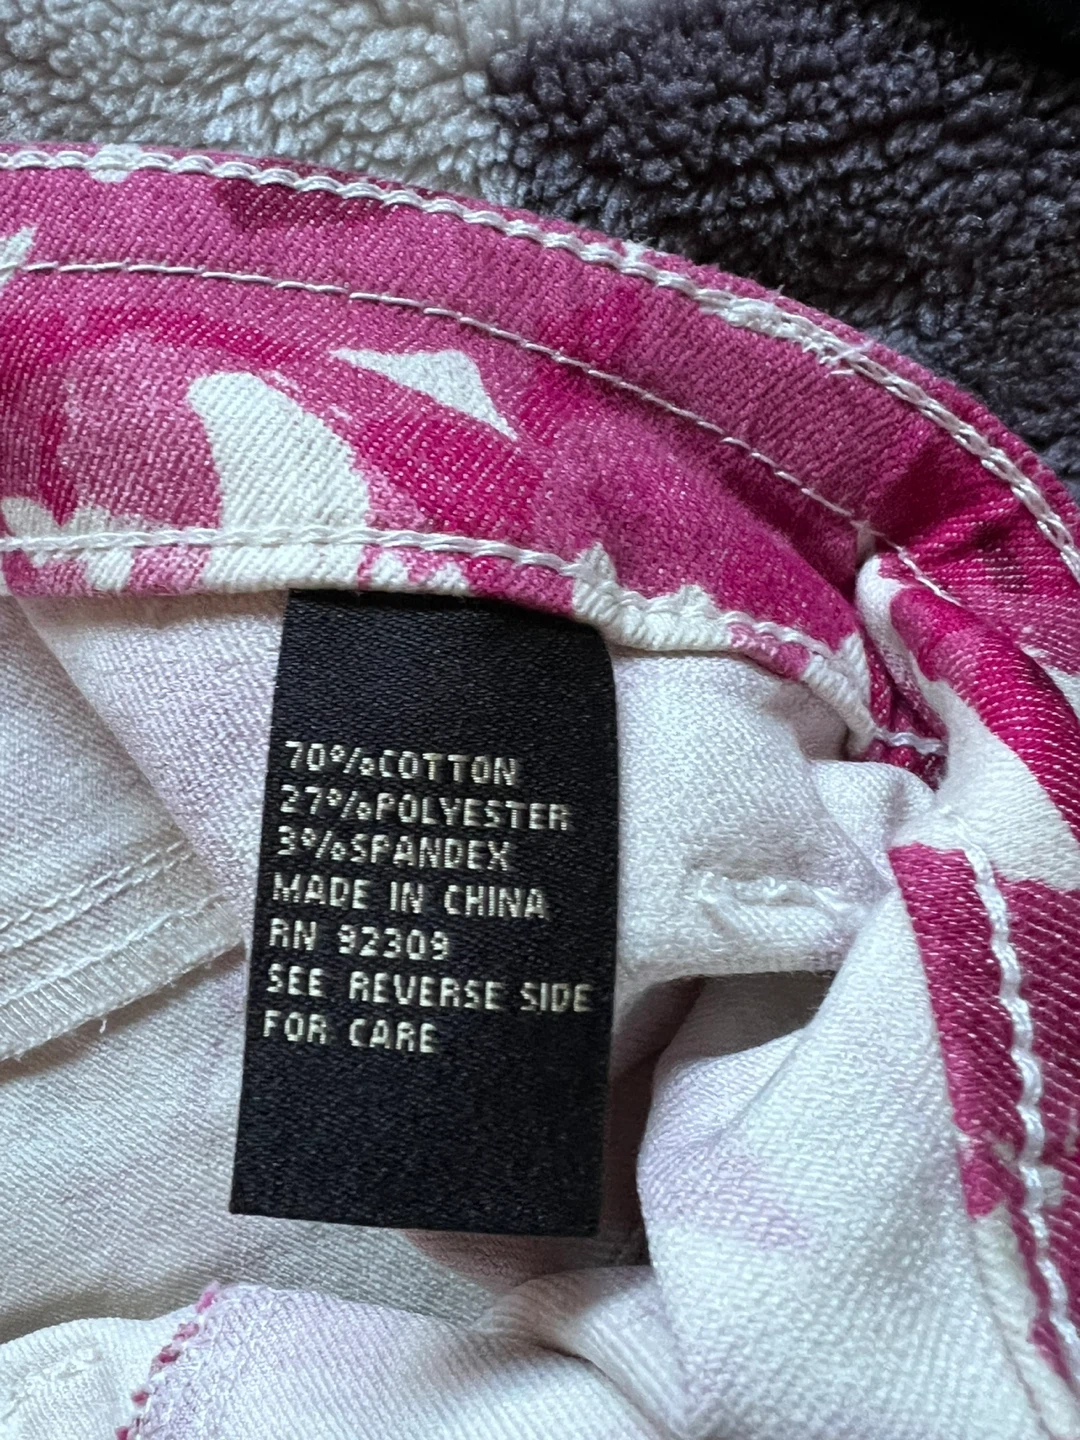 70%COTTON
27%POLYESTER
3%SPANDEX
MADE IN CHINA
RN 92309
SEE REVERSE SIDE
FOR CARE